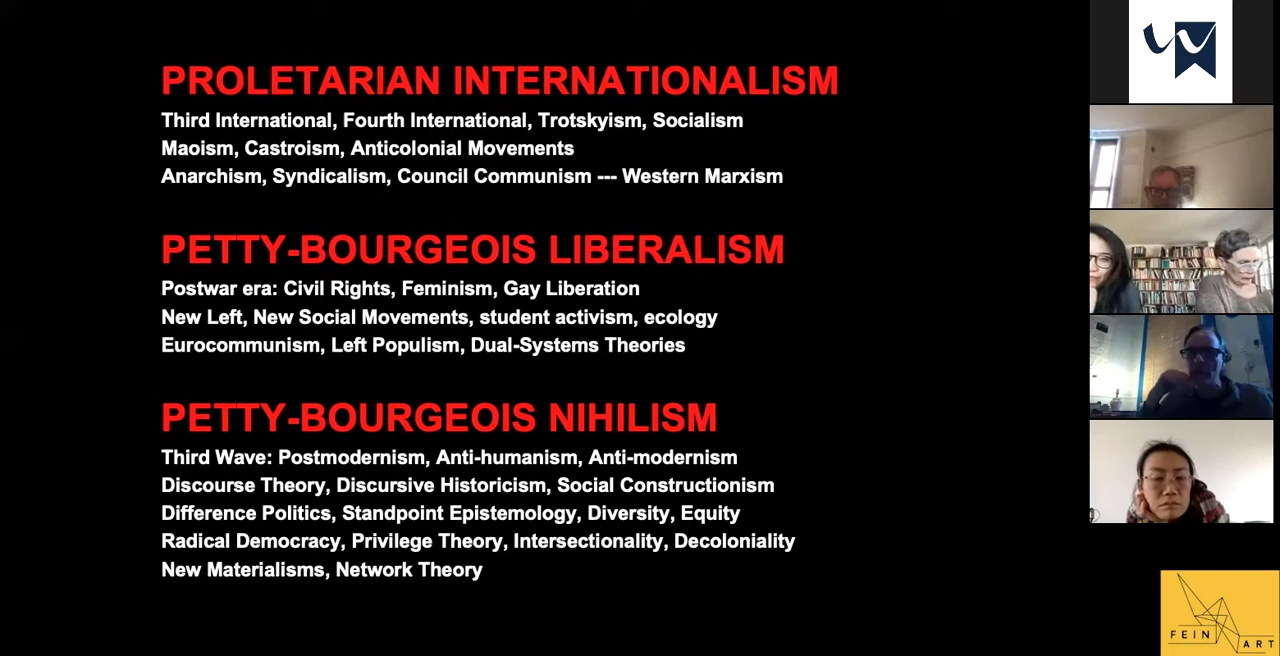 PROLETARIAN INTERNATIONALISM
Third International, Fourth International, Trotskyism, Socialism
Maoism, Castroism, Anticolonial Movements
Anarchism, Syndicalism, Council Communism --- Western Marxism
PETTY-BOURGEOIS LIBERALISM
Postwar era: Civil Rights, Feminism, Gay Liberation
New Left, New Social Movements, student activism, ecology
Eurocommunism, Left Populism, Dual-Systems Theories
PETTY-BOURGEOIS NIHILISM
Third Wave: Postmodernism, Anti-humanism, Anti-modernism
Discourse Theory, Discursive Historicism, Social Constructionism
Difference Politics, Standpoint Epistemology, Diversity, Equity
Radical Democracy, Privilege Theory, Intersectionality, Decoloniality
New Materialisms, Network Theory
FEIN
ART